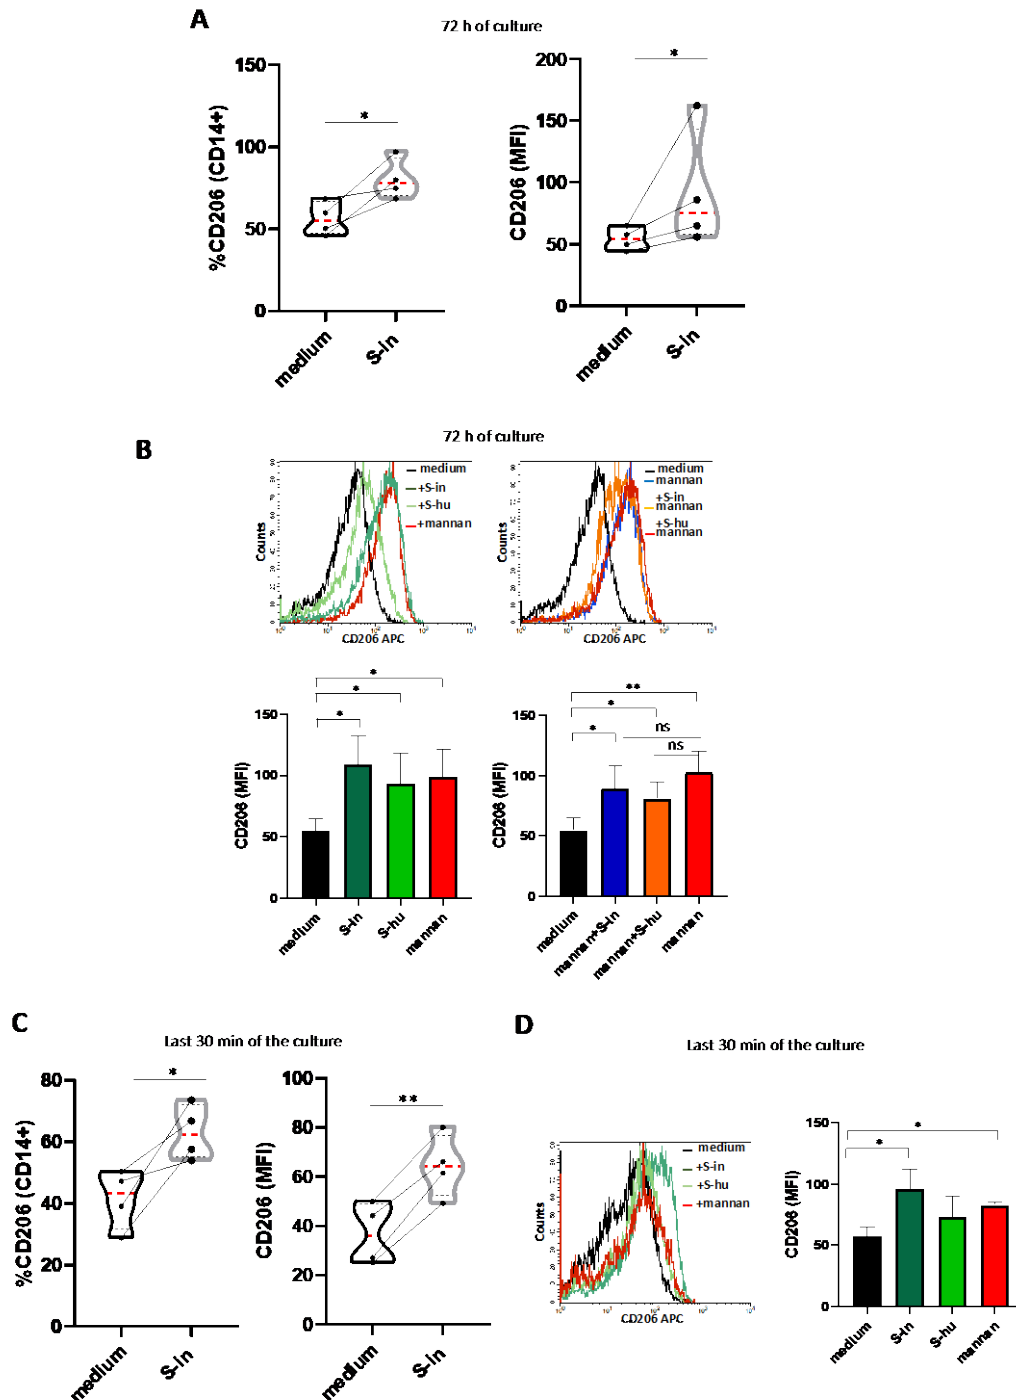 A
72 h of culture
%CD206 (CD14+)
150
100
50
0
medium
S-in
*
CD206 (MFI)
200
150
100
50
0
medium
S-in
*
B
72 h of culture
Counts
medium
+S-in
+S-hu
+mannan
CD206 APC
Counts
medium
mannan
+S-in
mannan
+S-hu
mannan
CD206 APC
*
*
*
CD206 (MFI)
150
100
50
0
medium
S-in
S-hu
mannan
**
*
*
ns
ns
CD206 (MFI)
150
100
50
0
medium
mannan+S-in
mannan+S-hu
mannan
C
Last 30 min of the culture
%CD206 (CD14+)
80
60
40
20
0
medium
S-in
*
CD206 (MFI)
100
80
60
40
20
0
medium
S-in
**
D
Last 30 min of the culture
Counts
medium
+S-in
+S-hu
+mannan
CD206 APC
*
*
CD206 (MFI)
150
100
50
0
medium
S-in
S-hu
mannan